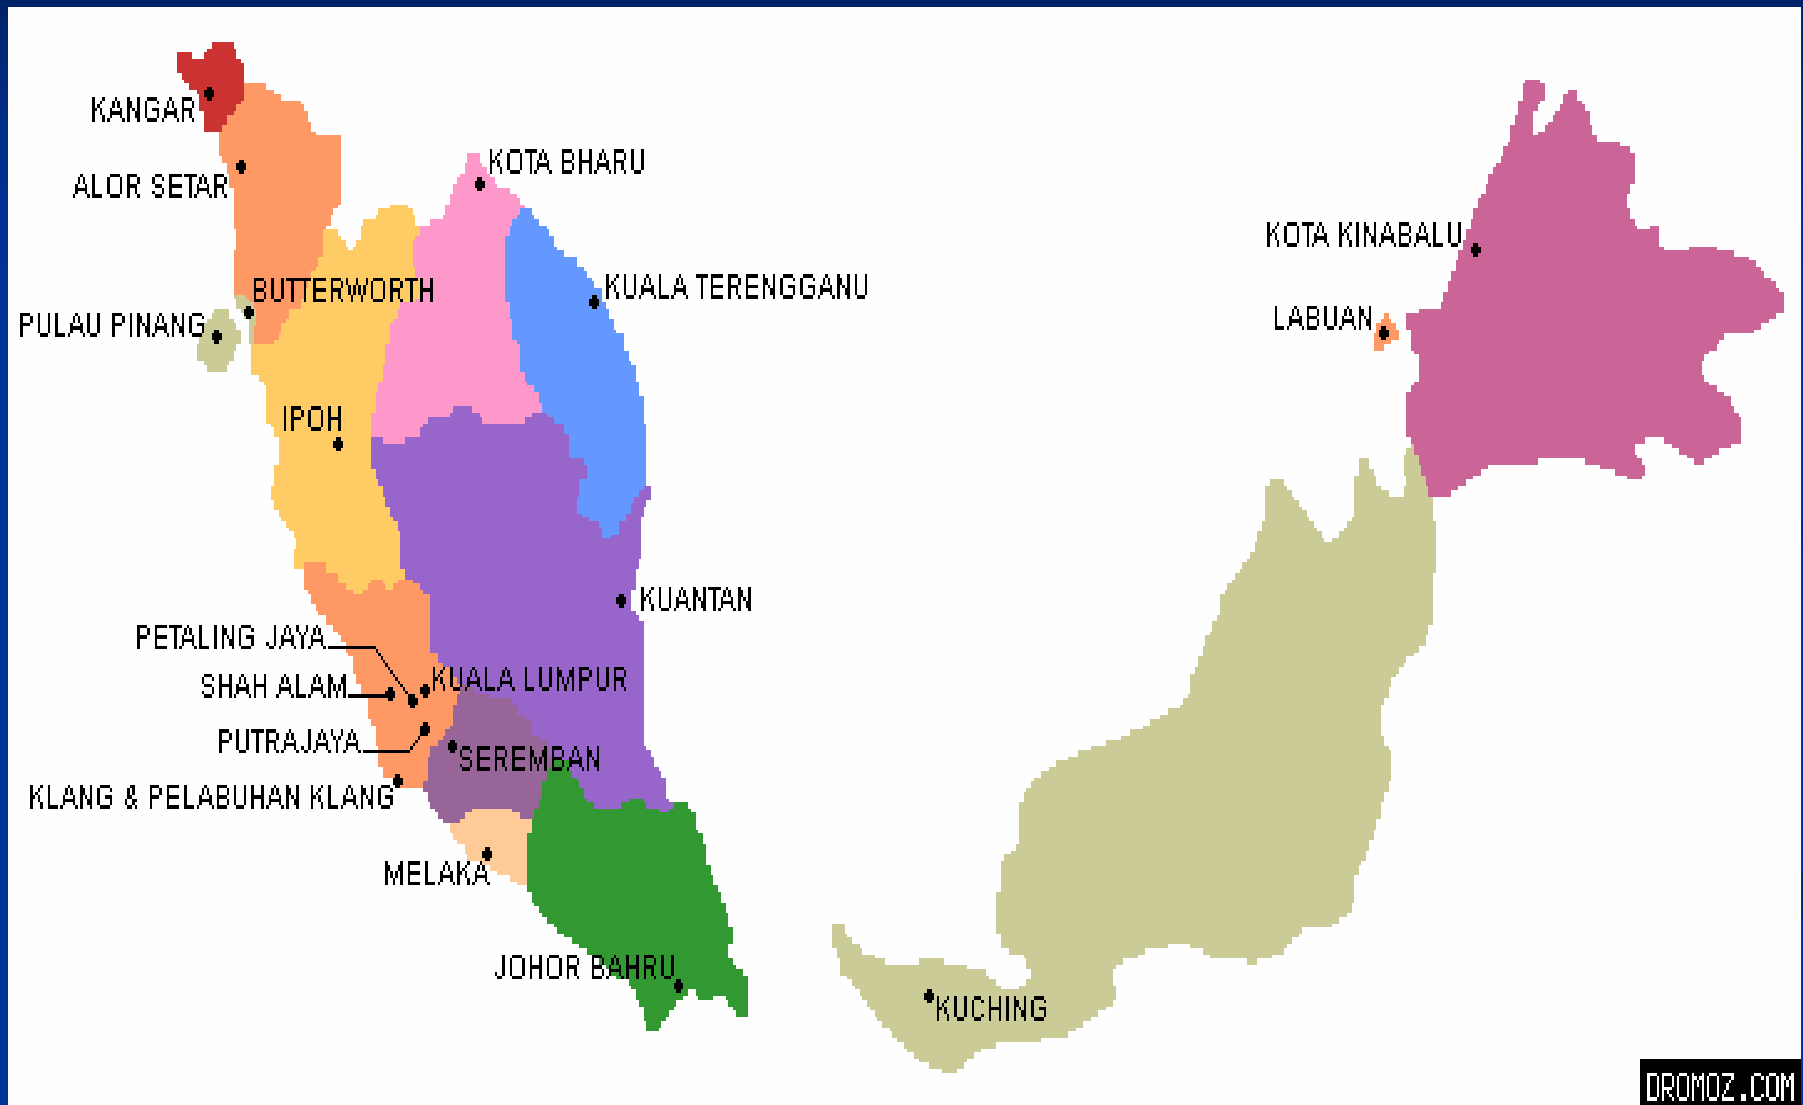 KANGAR
KOTA BHARU
ALOR SETAR
KOTA KINABALU
BUTTERWORTH
KUALA TERENGGANU
PULAU PINANG
LABUAN
IPOH
KUANTAN
PETALING JAYA
KUALA LUMPUR
SHAH ALAM
PUTRAJAYA
SEREMBAN
KLANG & PELABUHAN KLANG
MELAKA
JOHOR BAHRU
KUCHING
DROMOZ.COM